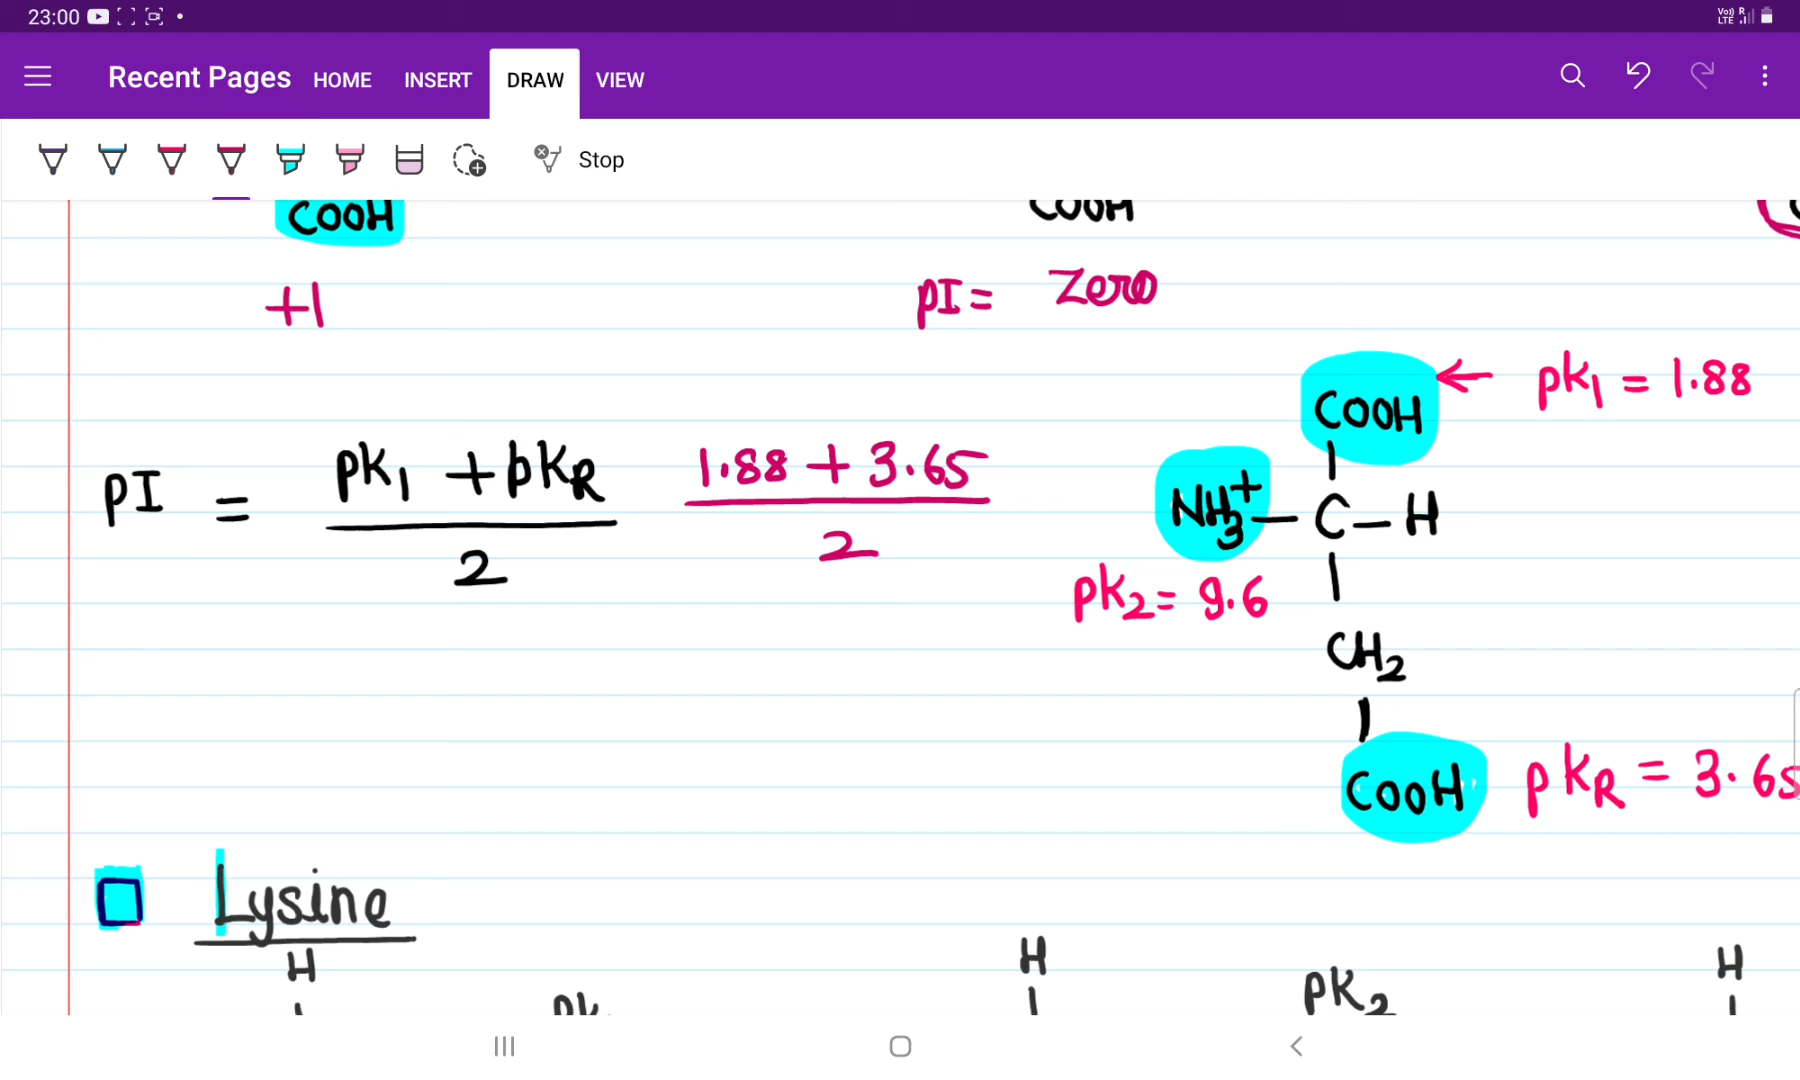 23:00 Vo)) R LTE
Recent Pages HOME INSERT DRAW VIEW
Stop
COOH COOH
+1 pI = Zero
COOH ← pk1 = 1.88
pI = pk1 + pkR / 2 1.88 + 3.65 / 2
NH3+ – C – H
pk2 = 9.6
CH2
COOH pkR = 3.65
Lysine
H H pk2 H